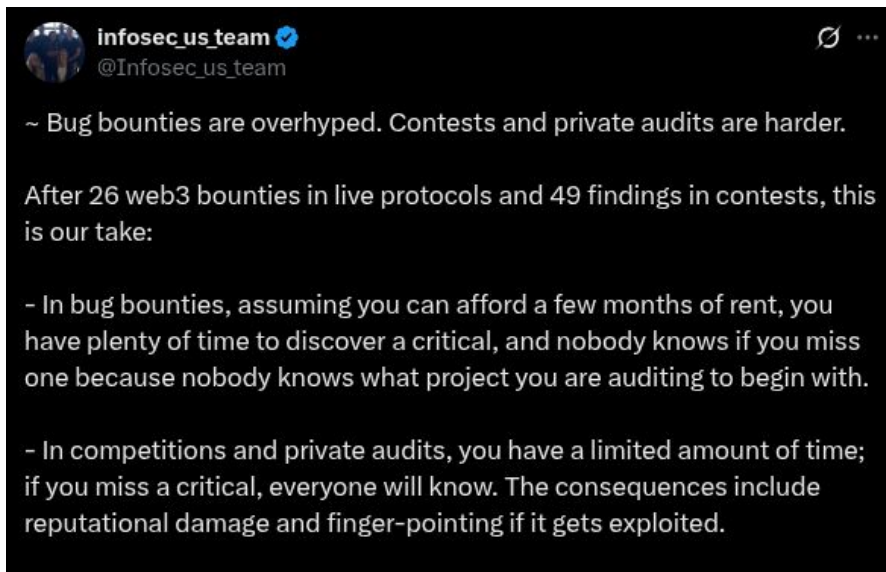 infosec_us_team
@Infosec_us_team
~ Bug bounties are overhyped. Contests and private audits are harder.
After 26 web3 bounties in live protocols and 49 findings in contests, this
is our take:
- In bug bounties, assuming you can afford a few months of rent, you
have plenty of time to discover a critical, and nobody knows if you miss
one because nobody knows what project you are auditing to begin with.
- In competitions and private audits, you have a limited amount of time;
if you miss a critical, everyone will know. The consequences include
reputational damage and finger-pointing if it gets exploited.